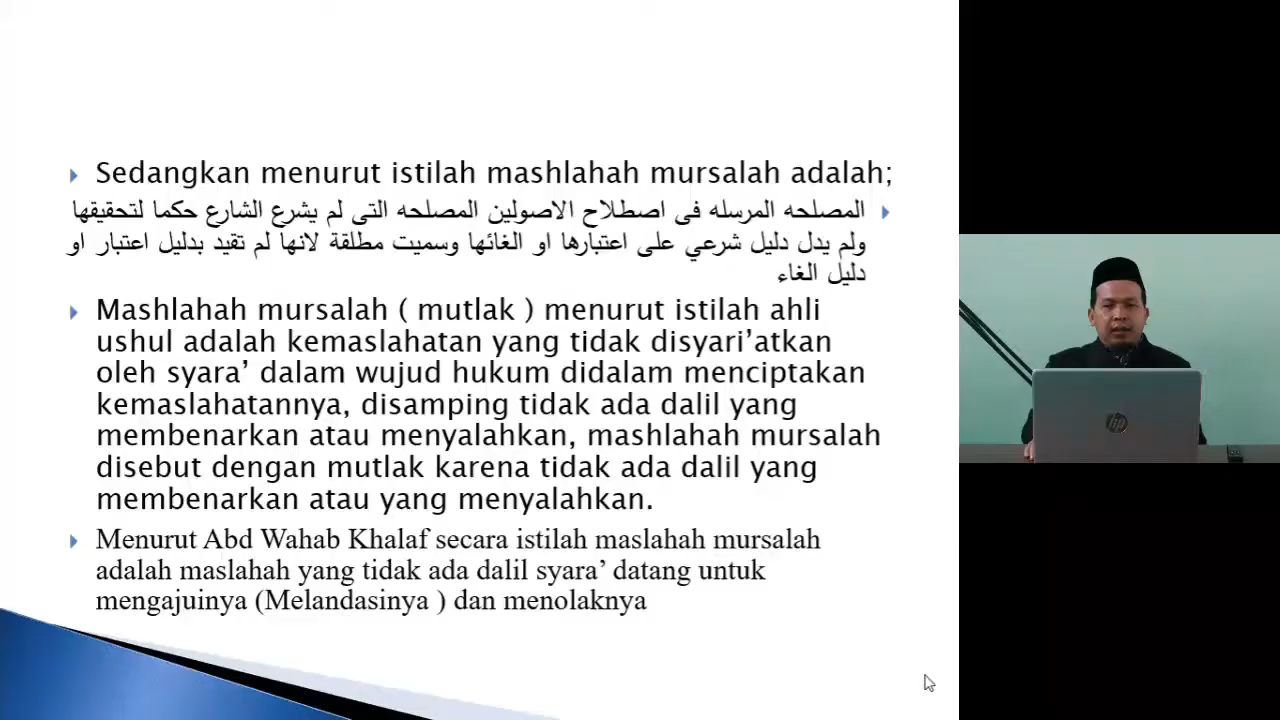 Sedangkan menurut istilah mashlahah mursalah adalah;
المصلحه المرسله فى اصطلاح الاصولين المصلحه التى لم يشرع الشارع حكما لتحقيقها
ولم يدل دليل شرعي على اعتبارها او الغائها وسميت مطلقة لانها لم تقيد بدليل اعتبار او
دليل الغاء
Mashlahah mursalah ( mutlak ) menurut istilah ahli
ushul adalah kemaslahatan yang tidak disyari’atkan
oleh syara’ dalam wujud hukum didalam menciptakan
kemaslahatannya, disamping tidak ada dalil yang
membenarkan atau menyalahkan, mashlahah mursalah
disebut dengan mutlak karena tidak ada dalil yang
membenarkan atau yang menyalahkan.
Menurut Abd Wahab Khalaf secara istilah maslahah mursalah
adalah maslahah yang tidak ada dalil syara’ datang untuk
mengajuinya (Melandasinya ) dan menolaknya
hp